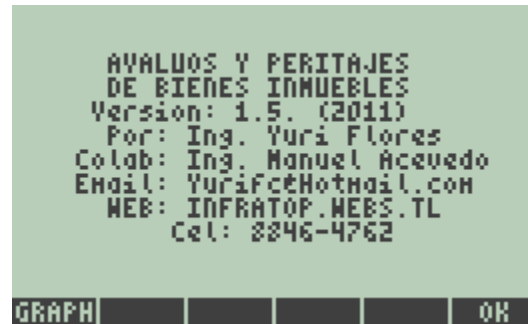 AVALUOS Y PERITAJES
DE BIENES INMUEBLES
Version: 1.5. (2011)
Por: Ing. Yuri Flores
Colab: Ing. Manuel Acevedo
Email: Yurifc@Hotmail.com
WEB: INFRATOP.WEBS.TL
Cel: 8846-4762
GRAPH OK